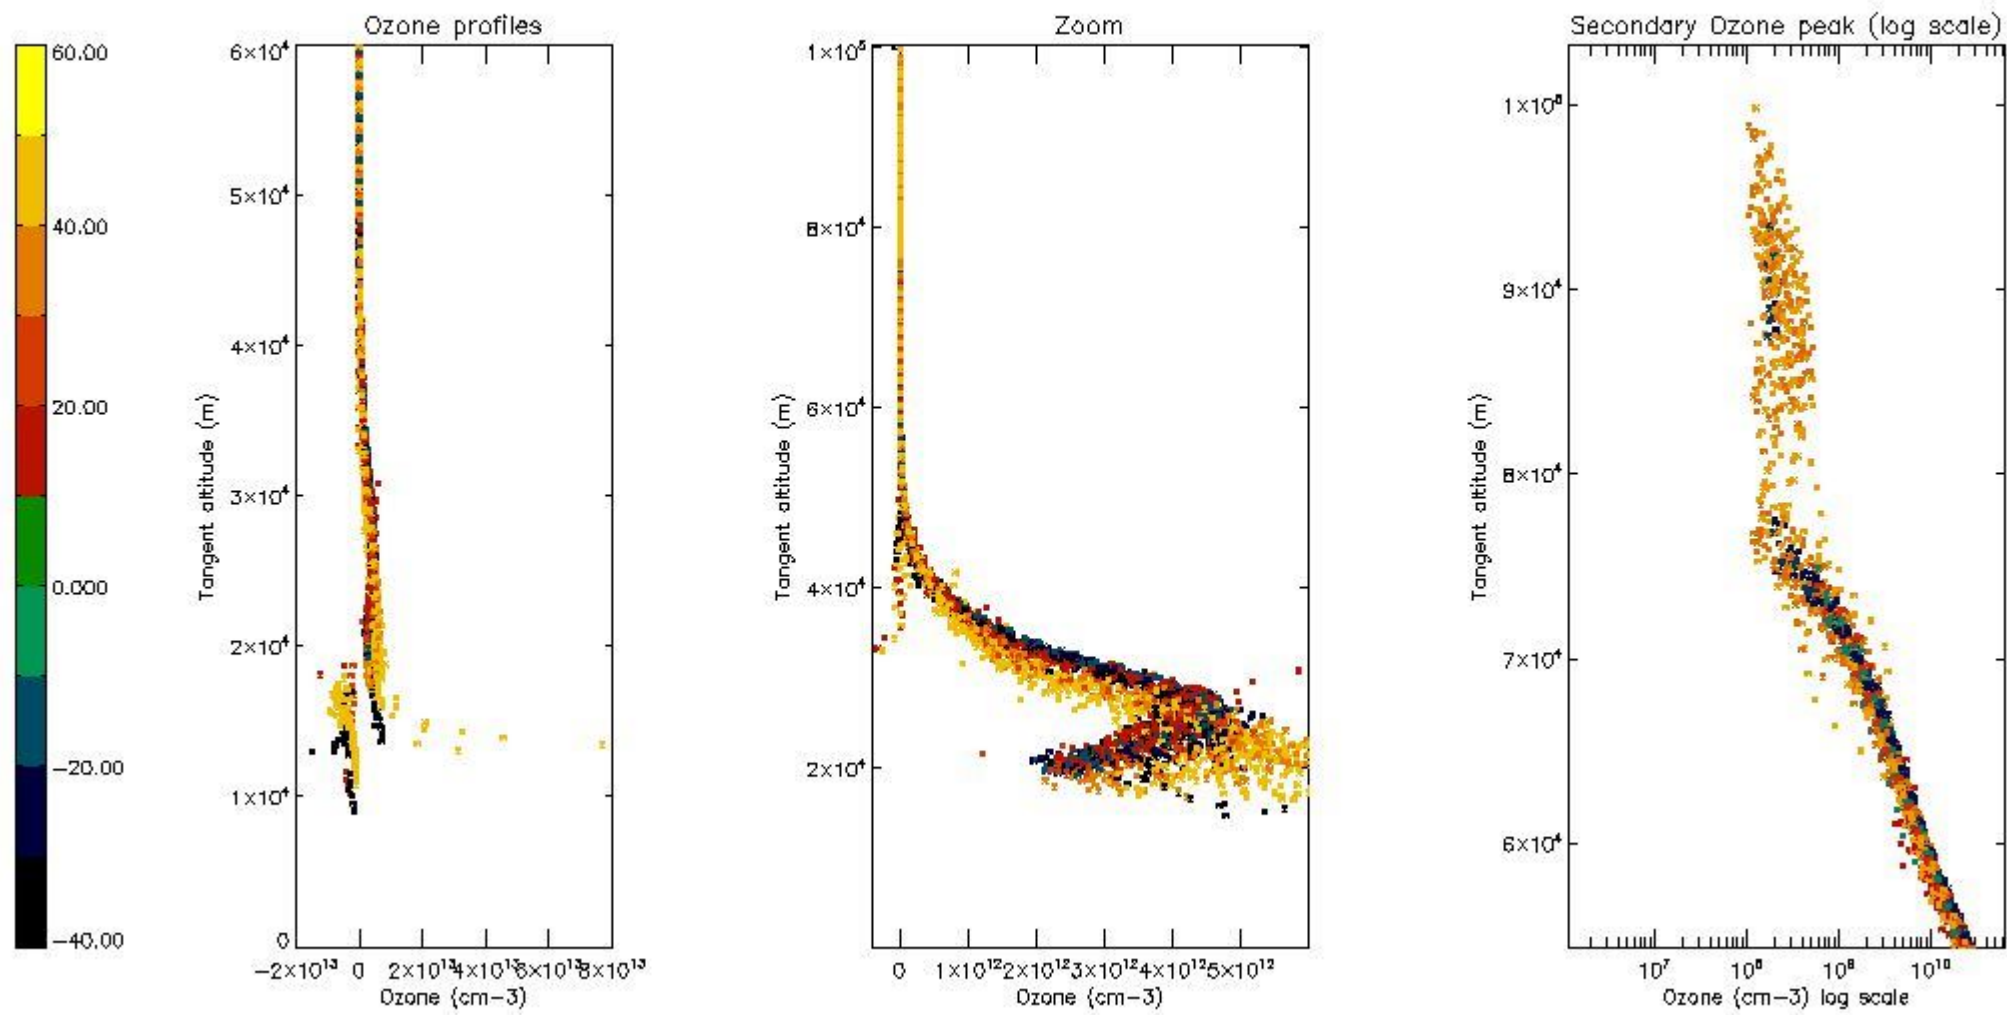 Ozone profiles
Zoom
Secondary Ozone peak (log scale)
60.00
40.00
20.00
0.000
−20.00
−40.00
6×10⁴
5×10⁴
4×10⁴
3×10⁴
2×10⁴
1×10⁴
0
Tangent altitude (m)
−2×10¹³ 0 2×10¹³ 4×10¹³ 6×10¹³ 8×10¹³
Ozone (cm−3)
1×10⁵
8×10⁴
6×10⁴
4×10⁴
2×10⁴
Tangent altitude (m)
0 1×10¹² 2×10¹² 3×10¹² 4×10¹² 5×10¹²
Ozone (cm−3)
1×10⁵
9×10⁴
8×10⁴
7×10⁴
6×10⁴
Tangent altitude (m)
10⁷ 10⁸ 10⁹ 10¹⁰
Ozone (cm−3) log scale